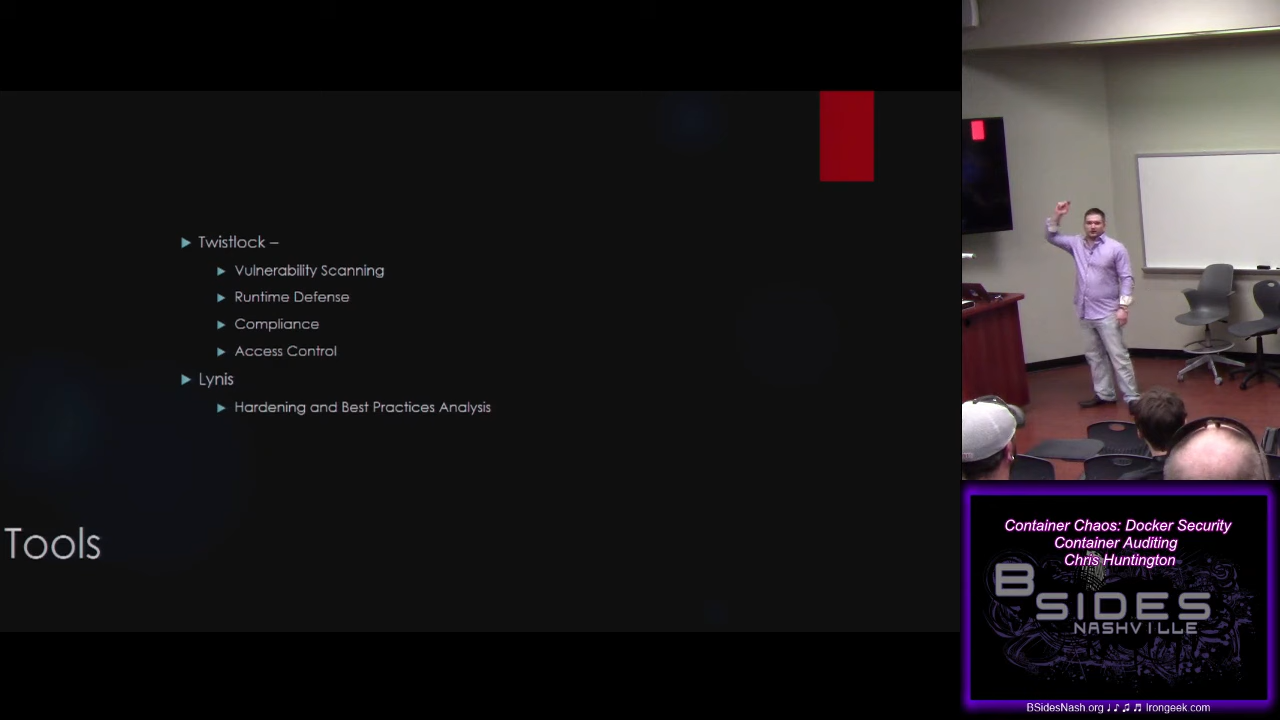 Twistlock –
Vulnerability Scanning
Runtime Defense
Compliance
Access Control
Lynis
Hardening and Best Practices Analysis
Tools
Container Chaos: Docker Security
Container Auditing
Chris Huntington
BSIDES
NASHVILLE
BSidesNash.org ♩ ♪ ♫ ♬ Irongeek.com